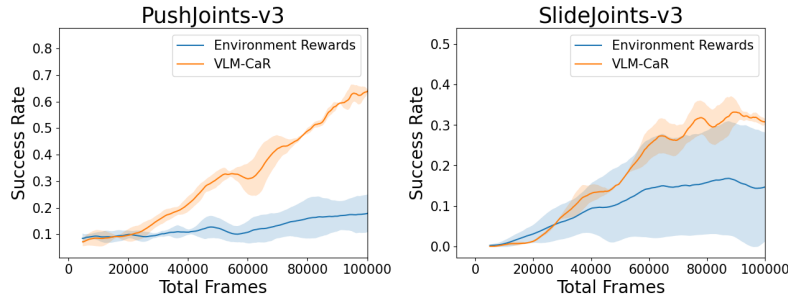 PushJoints-v3
Environment Rewards
VLM-CaR
Success Rate
0.8
0.7
0.6
0.5
0.4
0.3
0.2
0.1
0 20000 40000 60000 80000 100000
Total Frames
SlideJoints-v3
Environment Rewards
VLM-CaR
Success Rate
0.5
0.4
0.3
0.2
0.1
0.0
0 20000 40000 60000 80000 100000
Total Frames